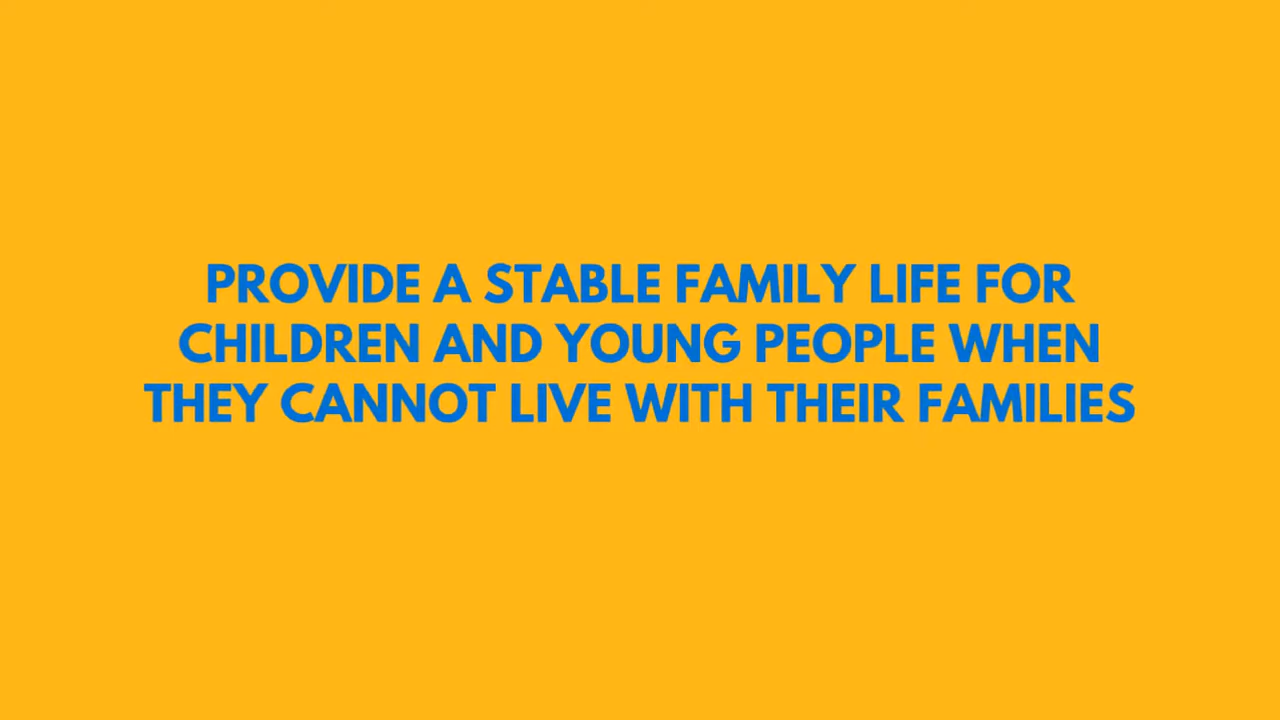 PROVIDE A STABLE FAMILY LIFE FOR
CHILDREN AND YOUNG PEOPLE WHEN
THEY CANNOT LIVE WITH THEIR FAMILIES